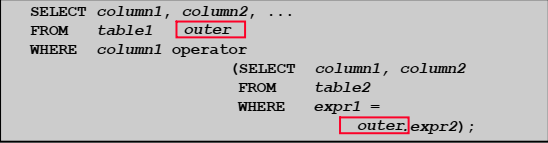 SELECT column1, column2, ...
FROM table1 outer
WHERE column1 operator
(SELECT column1, column2
FROM table2
WHERE expr1 =
outer.expr2);